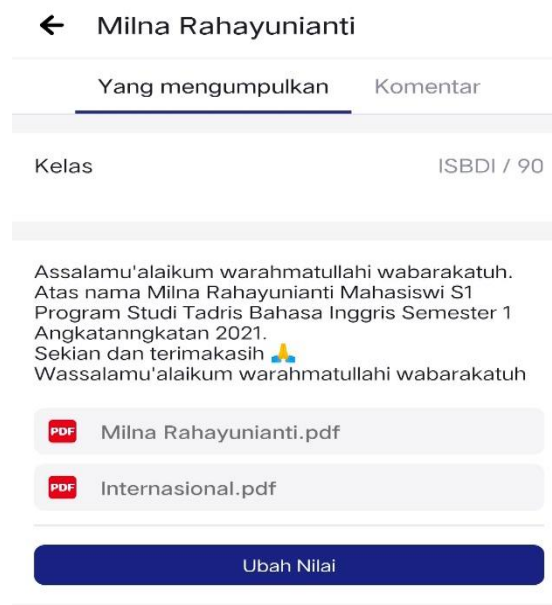 Milna Rahayunianti
Yang mengumpulkan Komentar
Kelas ISBDI / 90
Assalamu'alaikum warahmatullahi wabarakatuh.
Atas nama Milna Rahayunianti Mahasiswi S1
Program Studi Tadris Bahasa Inggris Semester 1
Angkatanngkatan 2021.
Sekian dan terimakasih 🙏
Wassalamu'alaikum warahmatullahi wabarakatuh
PDF Milna Rahayunianti.pdf
PDF Internasional.pdf
Ubah Nilai